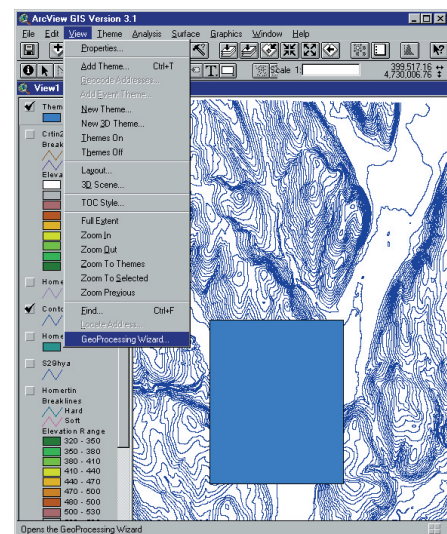 ArcView GIS Version 3.1
File Edit View Theme Analysis Surface Graphics Window Help
Scale 1:
399,517.16
4,730,006.76
View1
Properties...
Add Theme... Ctrl+T
Geocode Addresses...
Add Event Theme...
New Theme...
New 3D Theme...
Themes On
Themes Off
Layout...
3D Scene...
TOC Style...
Full Extent
Zoom In
Zoom Out
Zoom To Themes
Zoom To Selected
Zoom Previous
Find... Ctrl+F
Locate Address...
GeoProcessing Wizard...
Them
Crtin2
Break
Eleva
Home
Conto
Home
S2Ghya
Homertin
Breaklines
Hard
Soft
Elevation Range
320 - 350
350 - 380
380 - 410
410 - 440
440 - 470
470 - 500
480 - 500
500 - 530
Opens the GeoProcessing Wizard